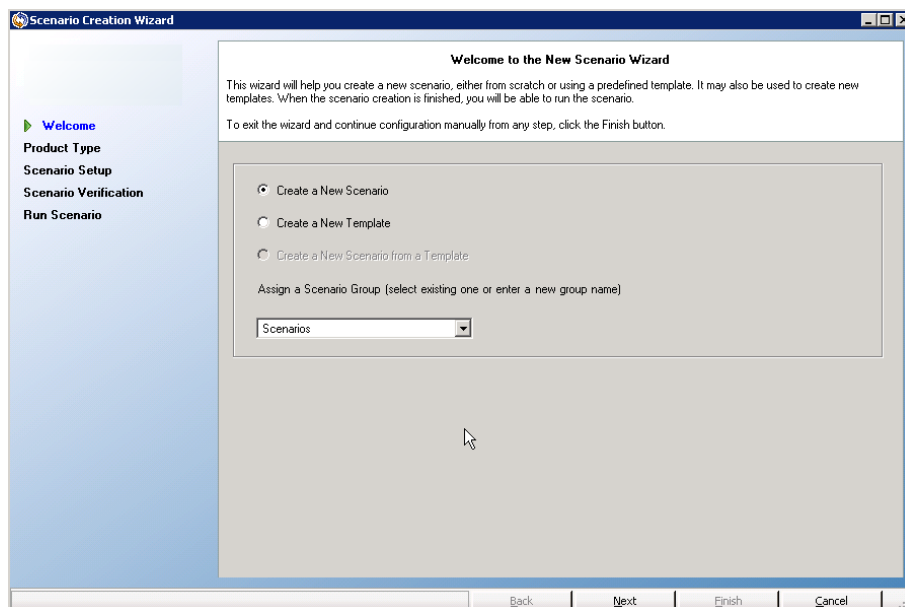 Scenario Creation Wizard
Welcome to the New Scenario Wizard
This wizard will help you create a new scenario, either from scratch or using a predefined template. It may also be used to create new
templates. When the scenario creation is finished, you will be able to run the scenario.
To exit the wizard and continue configuration manually from any step, click the Finish button.
Welcome
Product Type
Scenario Setup
Scenario Verification
Run Scenario
Create a New Scenario
Create a New Template
Create a New Scenario from a Template
Assign a Scenario Group (select existing one or enter a new group name)
Scenarios
Back
Next
Finish
Cancel